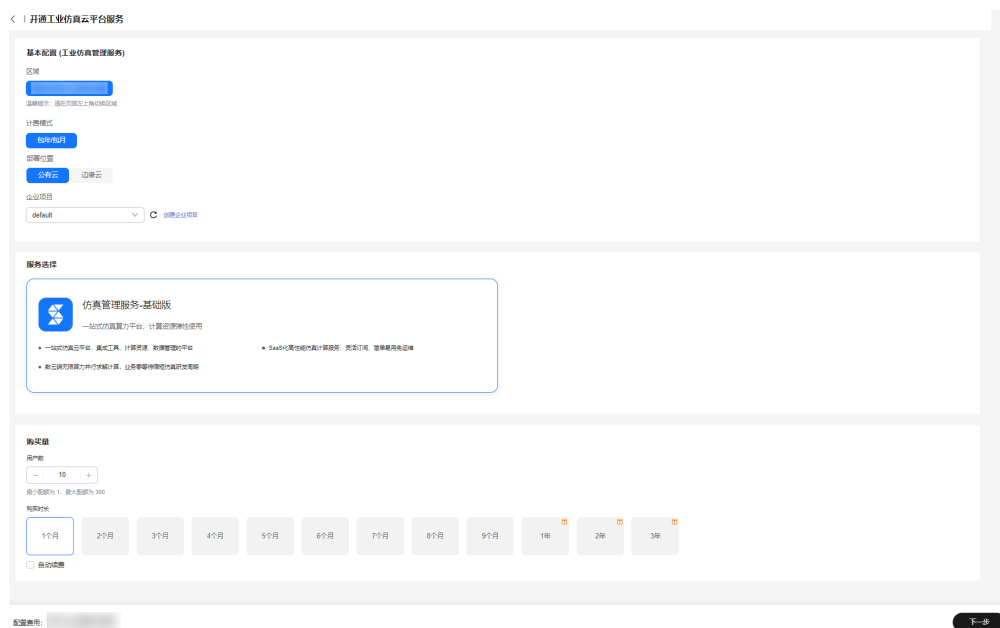 开通工业仿真云平台服务
基本配置 (工业仿真管理服务)
区域
温馨提示：请在页面左上角切换区域
计费模式
包年/包月
部署位置
公有云 边缘云
企业项目
default 创建企业项目
服务选择
仿真管理服务-基础版
一站式仿真算力平台，计算资源弹性使用
一站式仿真云平台，集成工具、计算资源、数据管理的平台
SaaS化高性能仿真计算服务，灵活订阅、简单易用免运维
数云端无限算力并行求解计算，业务零等待缩短仿真研发周期
购买量
用户数
− 10 +
最小配额为 1，最大配额为 300
购买时长
1个月 2个月 3个月 4个月 5个月 6个月 7个月 8个月 9个月 1年 2年 3年
自动续费
配置费用：
下一步